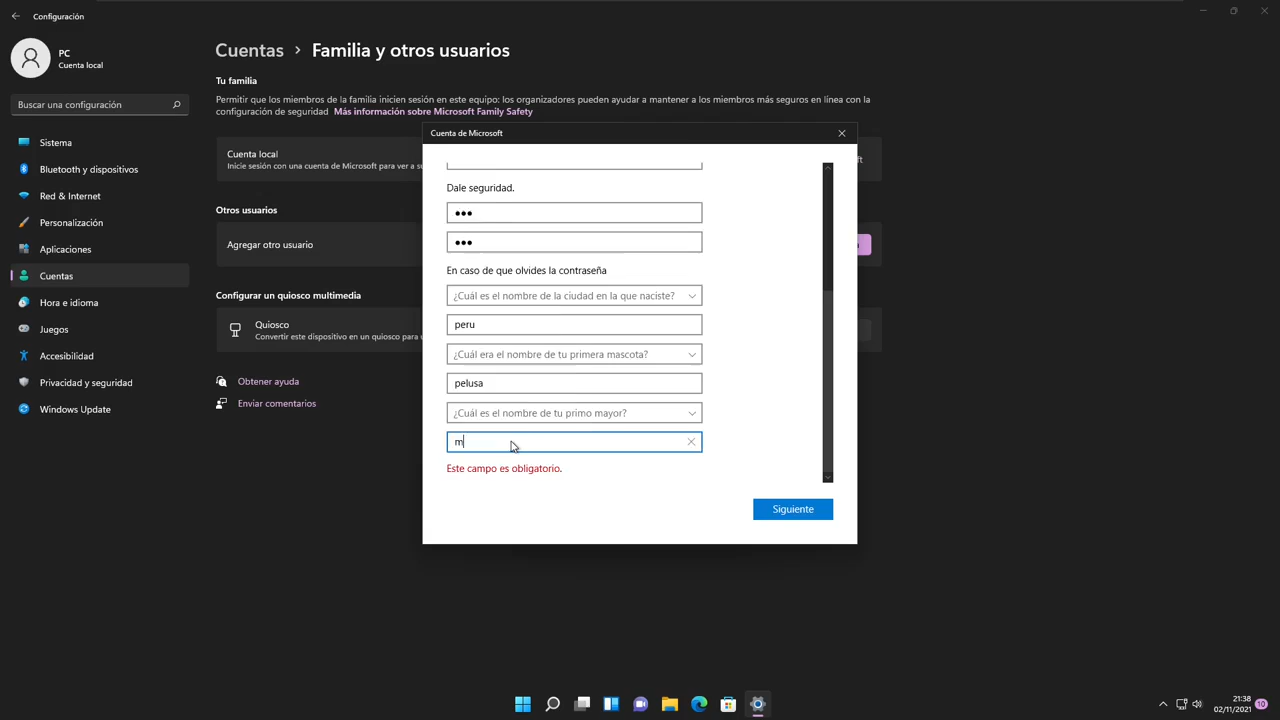 Configuración
PC
Cuenta local
Buscar una configuración
Sistema
Bluetooth y dispositivos
Red & Internet
Personalización
Aplicaciones
Cuentas
Hora e idioma
Juegos
Accesibilidad
Privacidad y seguridad
Windows Update
Cuentas > Familia y otros usuarios
Tu familia
Permitir que los miembros de la familia inicien sesión en este equipo: los organizadores pueden ayudar a mantener a los miembros más seguros en línea con la
configuración de seguridad Más información sobre Microsoft Family Safety
Cuenta local
Inicie sesión con una cuenta de Microsoft para ver a
Otros usuarios
Agregar otro usuario
Configurar un quiosco multimedia
Quiosco
Convertir este dispositivo en un quiosco para
Obtener ayuda
Enviar comentarios
Cuenta de Microsoft
Dale seguridad.
●●●
●●●
En caso de que olvides la contraseña
¿Cuál es el nombre de la ciudad en la que naciste?
peru
¿Cuál era el nombre de tu primera mascota?
pelusa
¿Cuál es el nombre de tu primo mayor?
m
Este campo es obligatorio.
Siguiente
21:38
02/11/2021
10